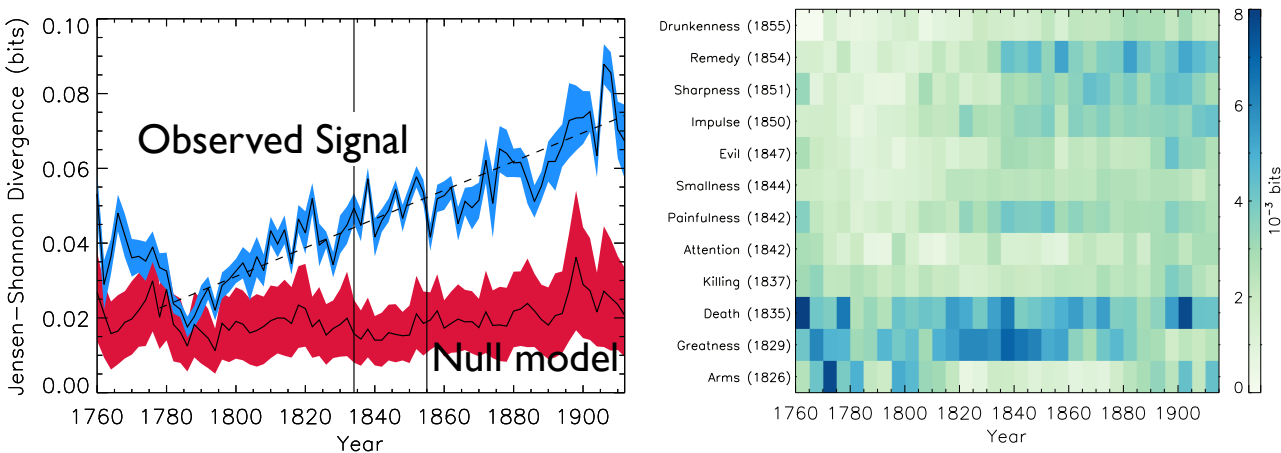 Jensen–Shannon Divergence (bits)
0.10
0.08
0.06
0.04
0.02
0.00
Observed Signal
Null model
1760 1780 1800 1820 1840 1860 1880 1900
Year
Drunkenness (1855)
Remedy (1854)
Sharpness (1851)
Impulse (1850)
Evil (1847)
Smallness (1844)
Painfulness (1842)
Attention (1842)
Killing (1837)
Death (1835)
Greatness (1829)
Arms (1826)
1760 1780 1800 1820 1840 1860 1880 1900
Year
8
6
4
2
0
10⁻³ bits